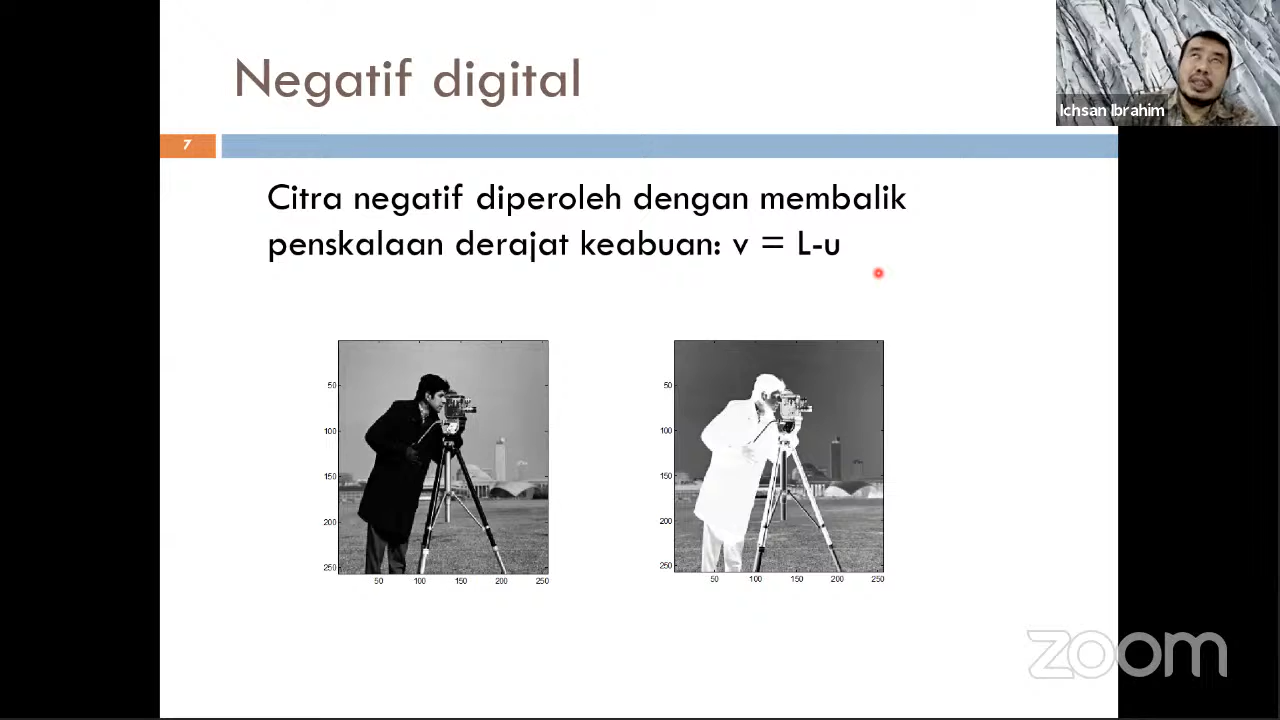 Negatif digital
Ichsan Ibrahim
7
Citra negatif diperoleh dengan membalik
penskalaan derajat keabuan: v = L-u
50
100
150
200
250
50 100 150 200 250
50
100
150
200
250
50 100 150 200 250
zoom